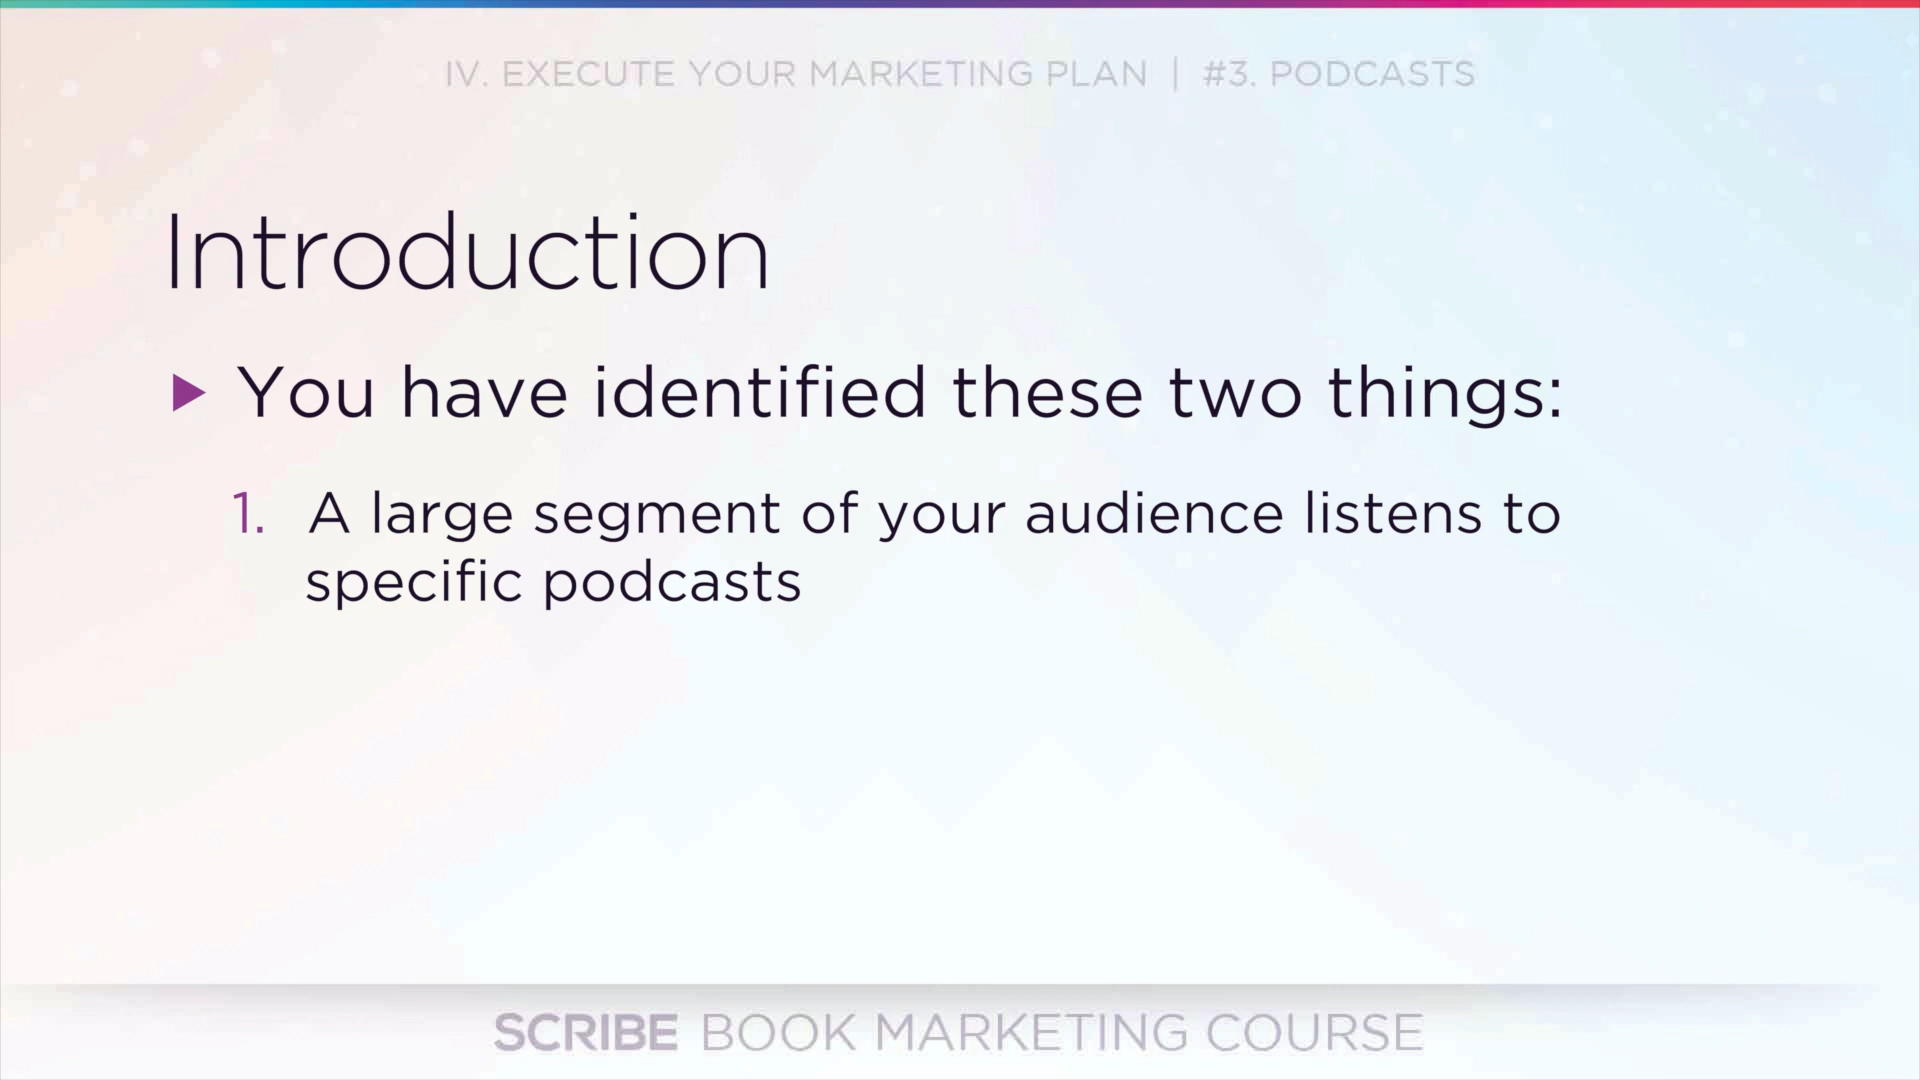 IV. EXECUTE YOUR MARKETING PLAN | #3. PODCASTS
Introduction
You have identified these two things:
1. A large segment of your audience listens to
specific podcasts
SCRIBE BOOK MARKETING COURSE